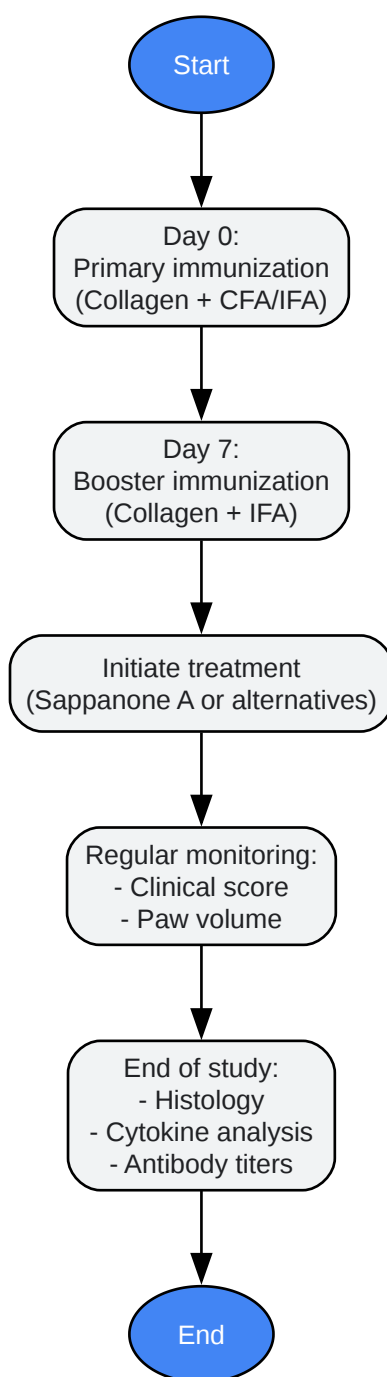 Start
Day 0:
Primary immunization
(Collagen + CFA/IFA)
Day 7:
Booster immunization
(Collagen + IFA)
Initiate treatment
(Sappanone A or alternatives)
Regular monitoring:
- Clinical score
- Paw volume
End of study:
- Histology
- Cytokine analysis
- Antibody titers
End